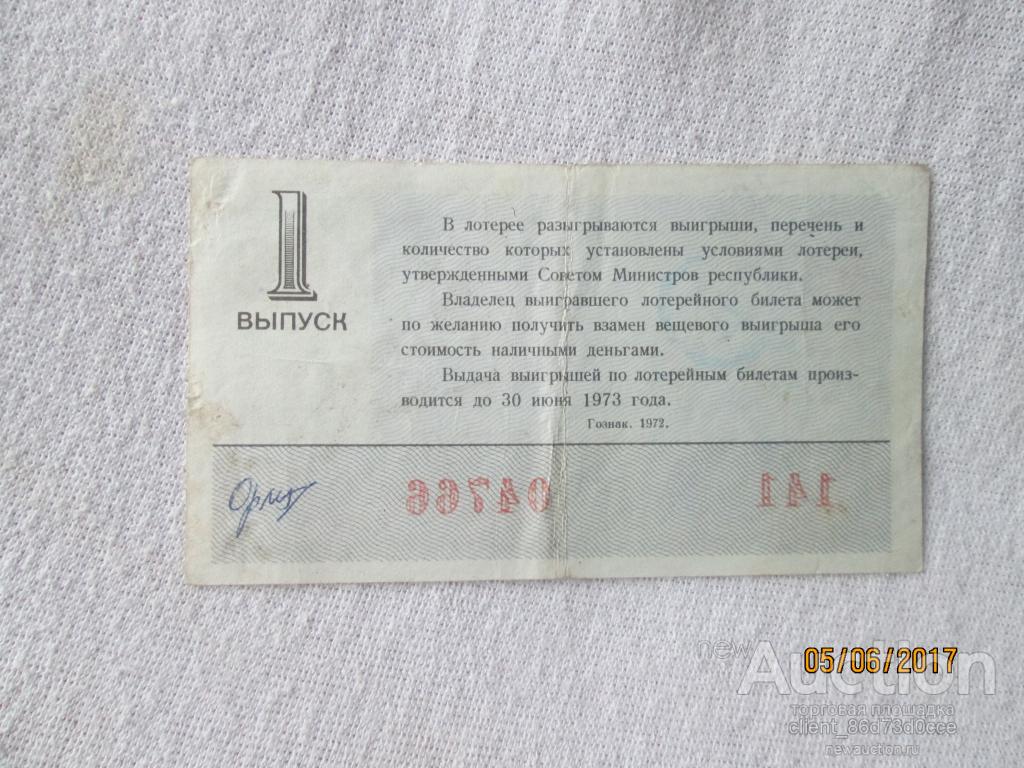 1
ВЫПУСК
В лотерее разыгрываются выигрыши, перечень и
количество которых установлены условиями лотереи,
утвержденными Советом Министров республики.
Владелец выигравшего лотерейного билета может
по желанию получить взамен вещевого выигрыша его
стоимость наличными деньгами.
Выдача выигрышей по лотерейным билетам произ-
водится до 30 июня 1973 года.
Гознак. 1972.
04766 141
newAuction
05/06/2017
торговая площадка
client_86d73d0cce
newauction.ru